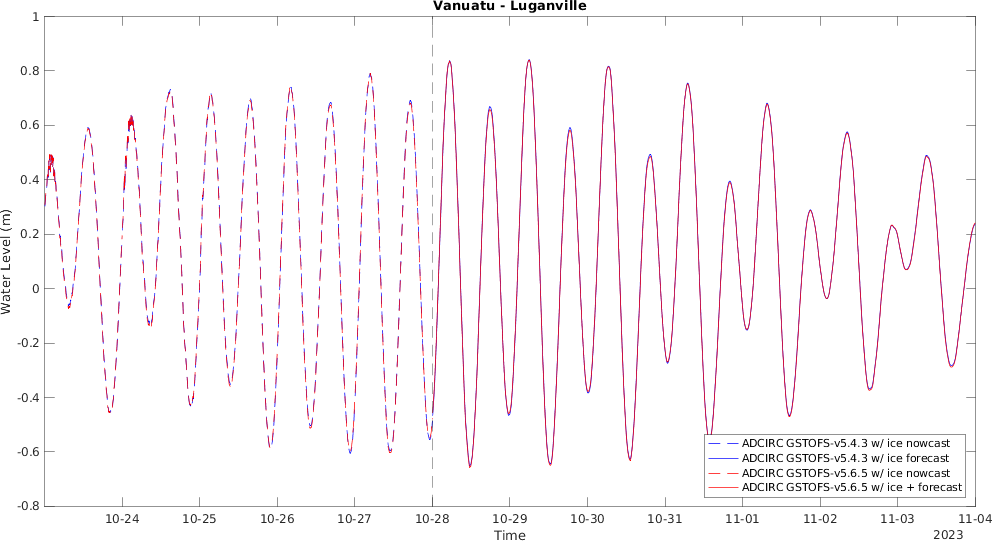 Vanuatu - Luganville
1
0.8
0.6
0.4
0.2
0
-0.2
-0.4
-0.6
-0.8
Water Level (m)
ADCIRC GSTOFS-v5.4.3 w/ ice nowcast
ADCIRC GSTOFS-v5.4.3 w/ ice forecast
ADCIRC GSTOFS-v5.6.5 w/ ice nowcast
ADCIRC GSTOFS-v5.6.5 w/ ice + forecast
10-24 10-25 10-26 10-27 10-28 10-29 10-30 10-31 11-01 11-02 11-03 11-04
Time
2023